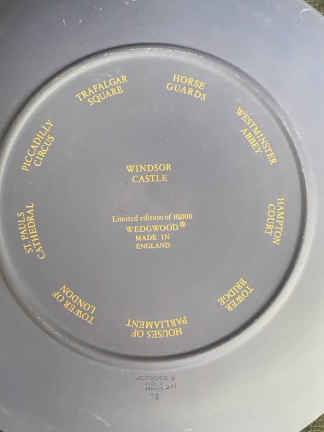 WINDSOR
CASTLE
Limited edition of
WEDGWOOD®
MADE IN
ENGLAND
TRAFALGAR
SQUARE
HORSE
GUARDS
WESTMINSTER
ABBEY
HAMPTON
COURT
TOWER
BRIDGE
HOUSES OF
PARLIAMENT
TOWER OF
LONDON
ST. PAULS
CATHEDRAL
PICCADILLY
CIRCUS